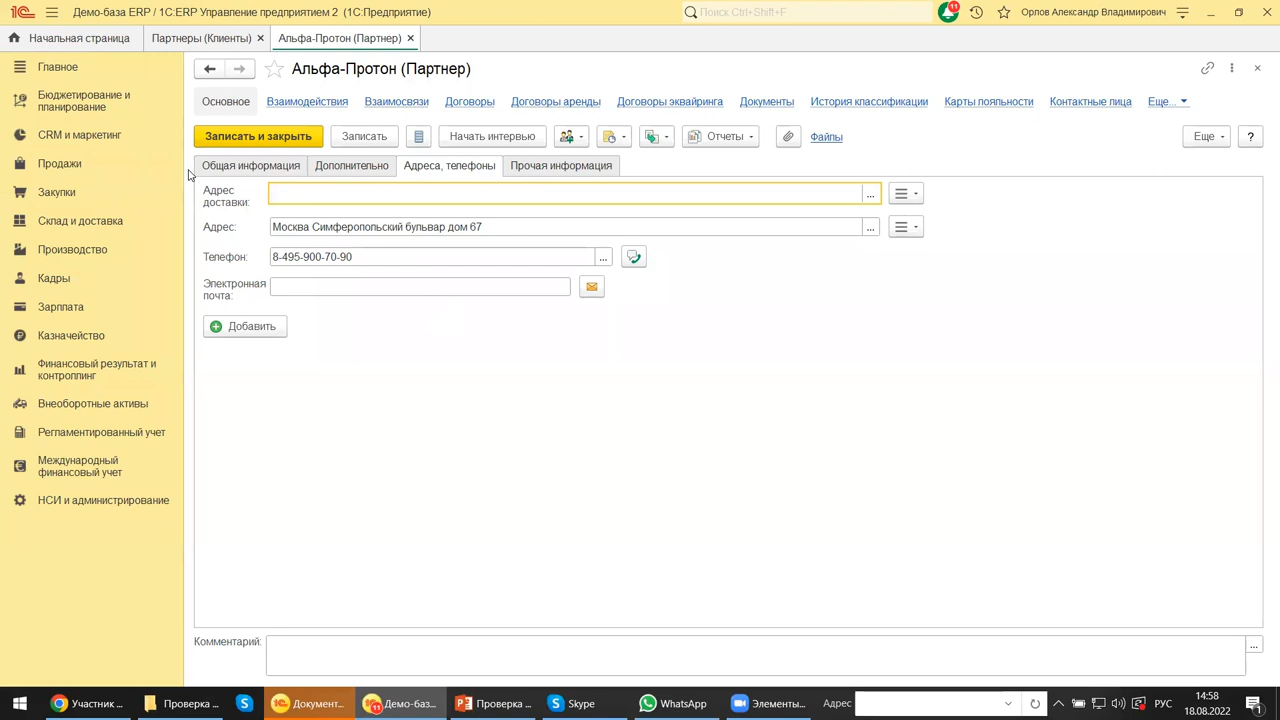 Демо-база ERP / 1С:ERP Управление предприятием 2 (1С:Предприятие)
Поиск Ctrl+Shift+F
11
Орлов Александр Владимирович
Начальная страница
Партнеры (Клиенты)
Альфа-Протон (Партнер)
Главное
Бюджетирование и
планирование
CRM и маркетинг
Продажи
Закупки
Склад и доставка
Производство
Кадры
Зарплата
Казначейство
Финансовый результат и
контроллинг
Внеоборотные активы
Регламентированный учет
Международный
финансовый учет
НСИ и администрирование
Альфа-Протон (Партнер)
Основное Взаимодействия Взаимосвязи Договоры Договоры аренды Договоры эквайринга Документы История классификации Карты лояльности Контактные лица Еще...
Записать и закрыть Записать Начать интервью Отчеты Файлы Еще ?
Общая информация Дополнительно Адреса, телефоны Прочая информация
Адрес
доставки:
...
Адрес: Москва Симферопольский бульвар дом 67 ...
Телефон: 8-495-900-70-90 ...
Электронная
почта:
Добавить
Комментарий:
...
Участник ...
Проверка ...
Документ...
11
Демо-баз...
Проверка ...
Skype
WhatsApp
Элементы...
Адрес
РУС
14:58
18.08.2022
1